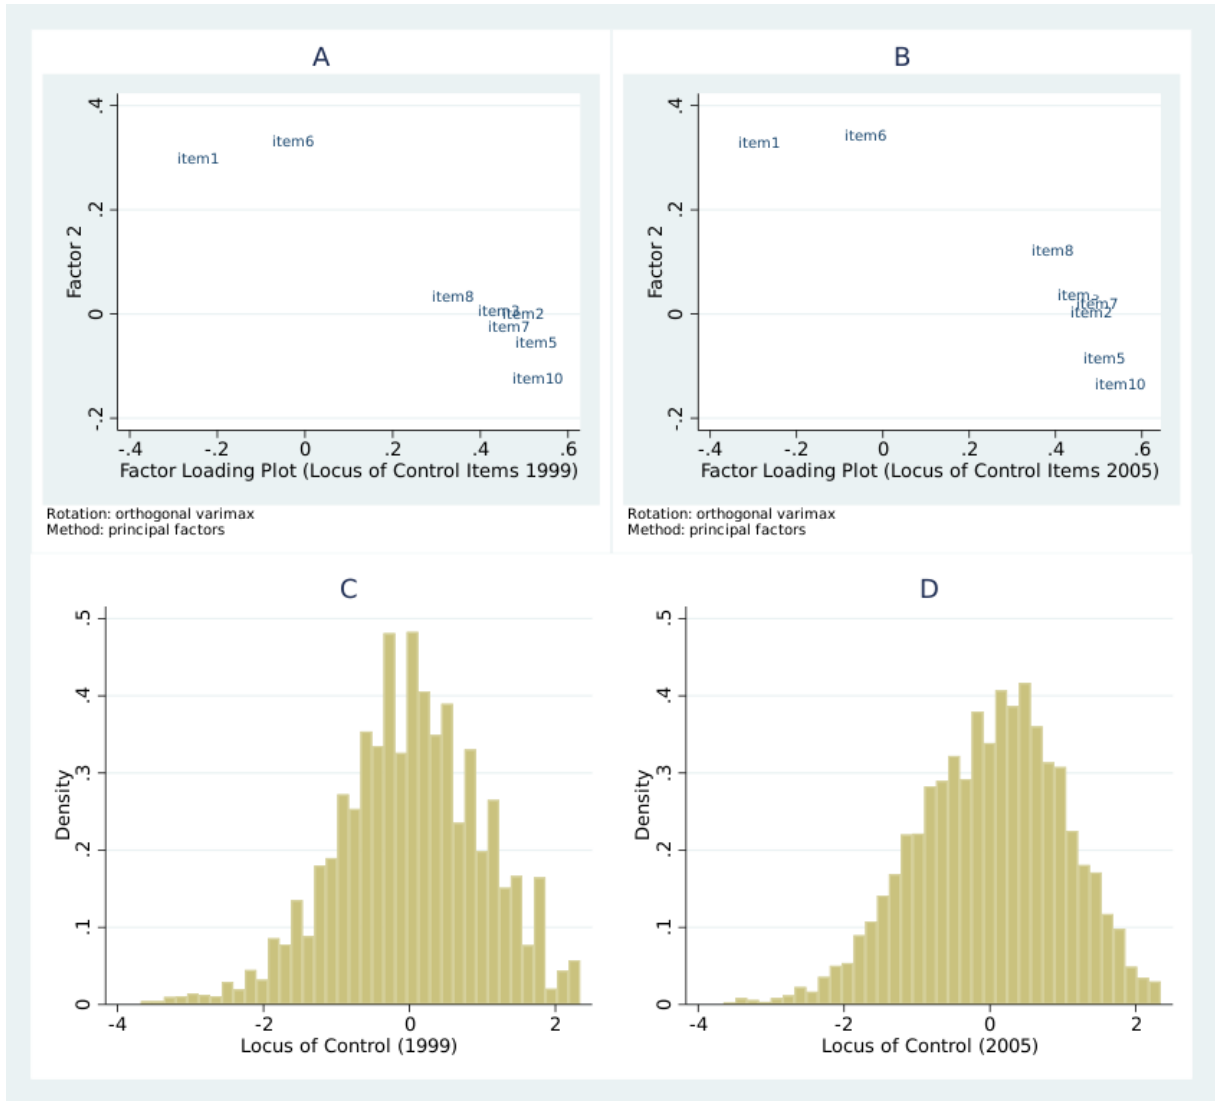 A
.4
.2
0
-.2
Factor 2
item1
item6
item8
item2
item7
item5
item10
-.4 -.2 0 .2 .4 .6
Factor Loading Plot (Locus of Control Items 1999)
Rotation: orthogonal varimax
Method: principal factors
B
.4
.2
0
-.2
Factor 2
item1
item6
item8
item7
item2
item5
item10
-.4 -.2 0 .2 .4 .6
Factor Loading Plot (Locus of Control Items 2005)
Rotation: orthogonal varimax
Method: principal factors
C
.5
.4
.3
.2
.1
0
Density
-4 -2 0 2
Locus of Control (1999)
D
.5
.4
.3
.2
.1
0
Density
-4 -2 0 2
Locus of Control (2005)